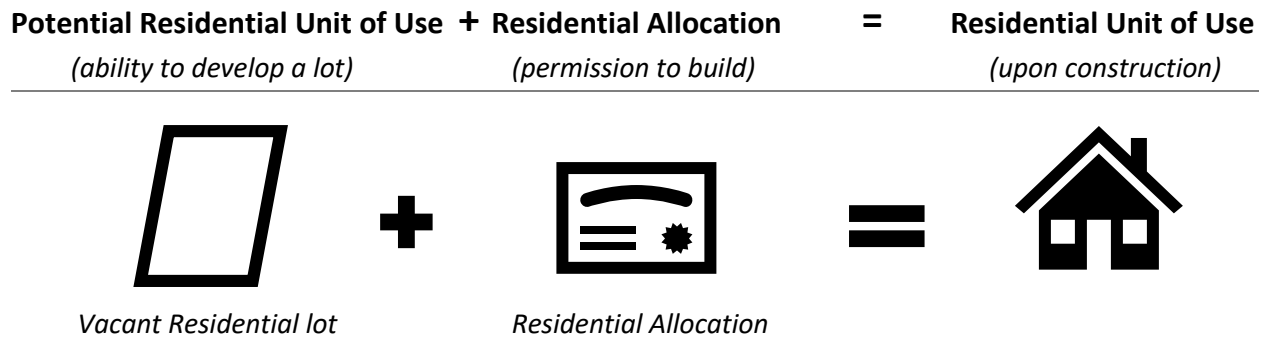 Potential Residential Unit of Use + Residential Allocation = Residential Unit of Use
(ability to develop a lot) (permission to build) (upon construction)
Vacant Residential lot Residential Allocation